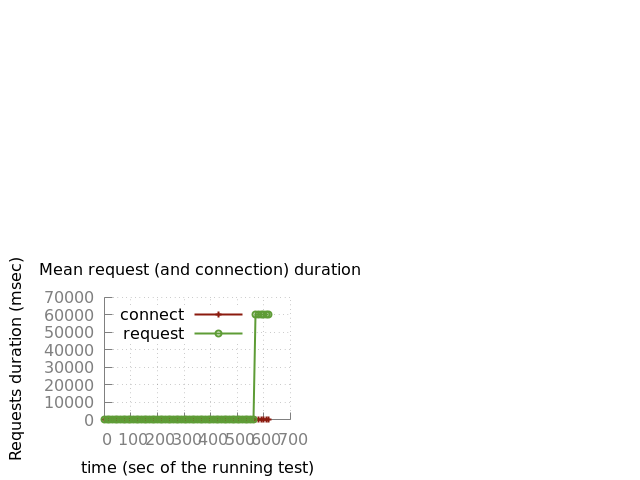 Mean request (and connection) duration
Requests duration (msec)
70000
60000
50000
40000
30000
20000
10000
0
connect
request
0 100 200 300 400 500 600 700
time (sec of the running test)